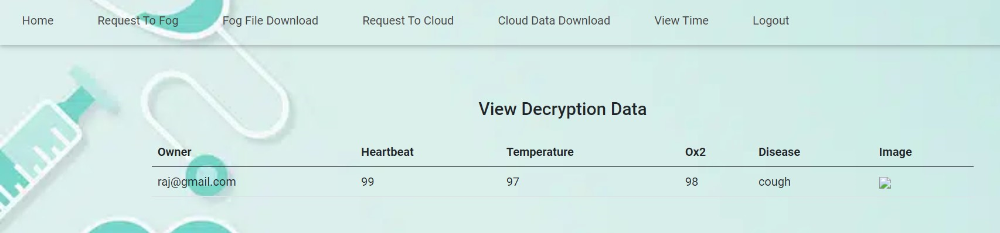 Home Request To Fog Fog File Download Request To Cloud Cloud Data Download View Time Logout
View Decryption Data
Owner Heartbeat Temperature Ox2 Disease Image
raj@gmail.com 99 97 98 cough